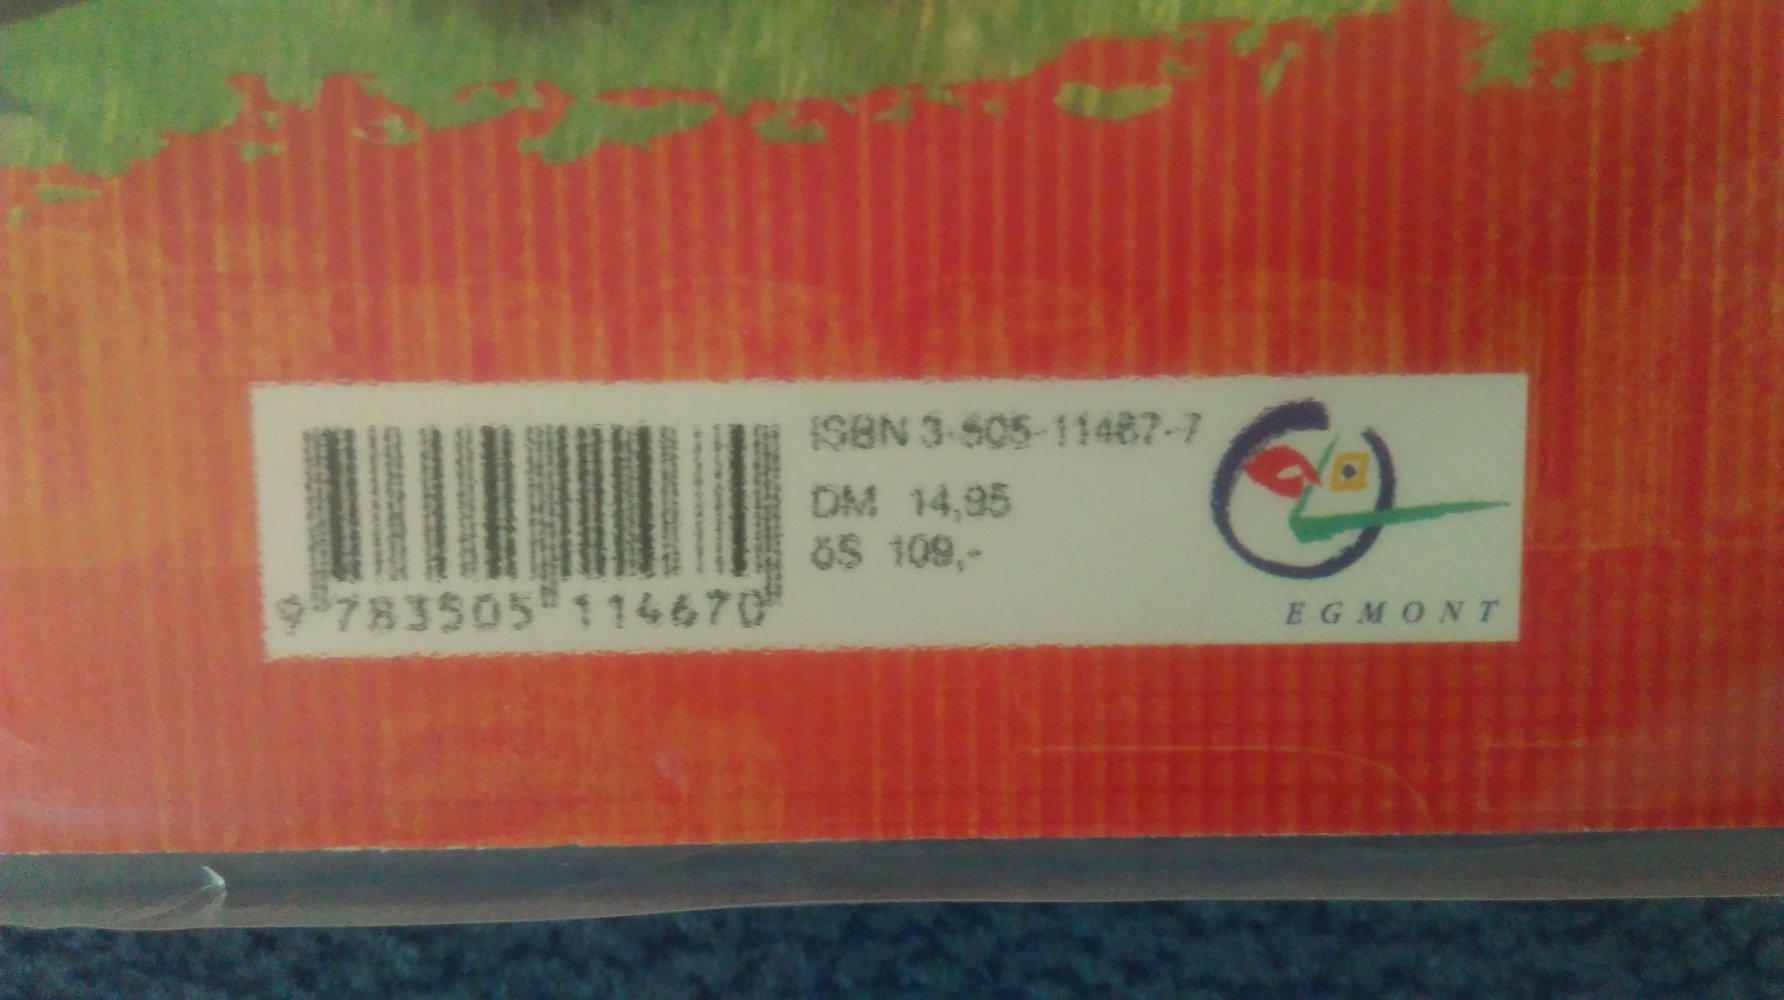 ISBN 3-505-11467-7
DM 14,95
öS 109,-
9 783505 114670
EGMONT